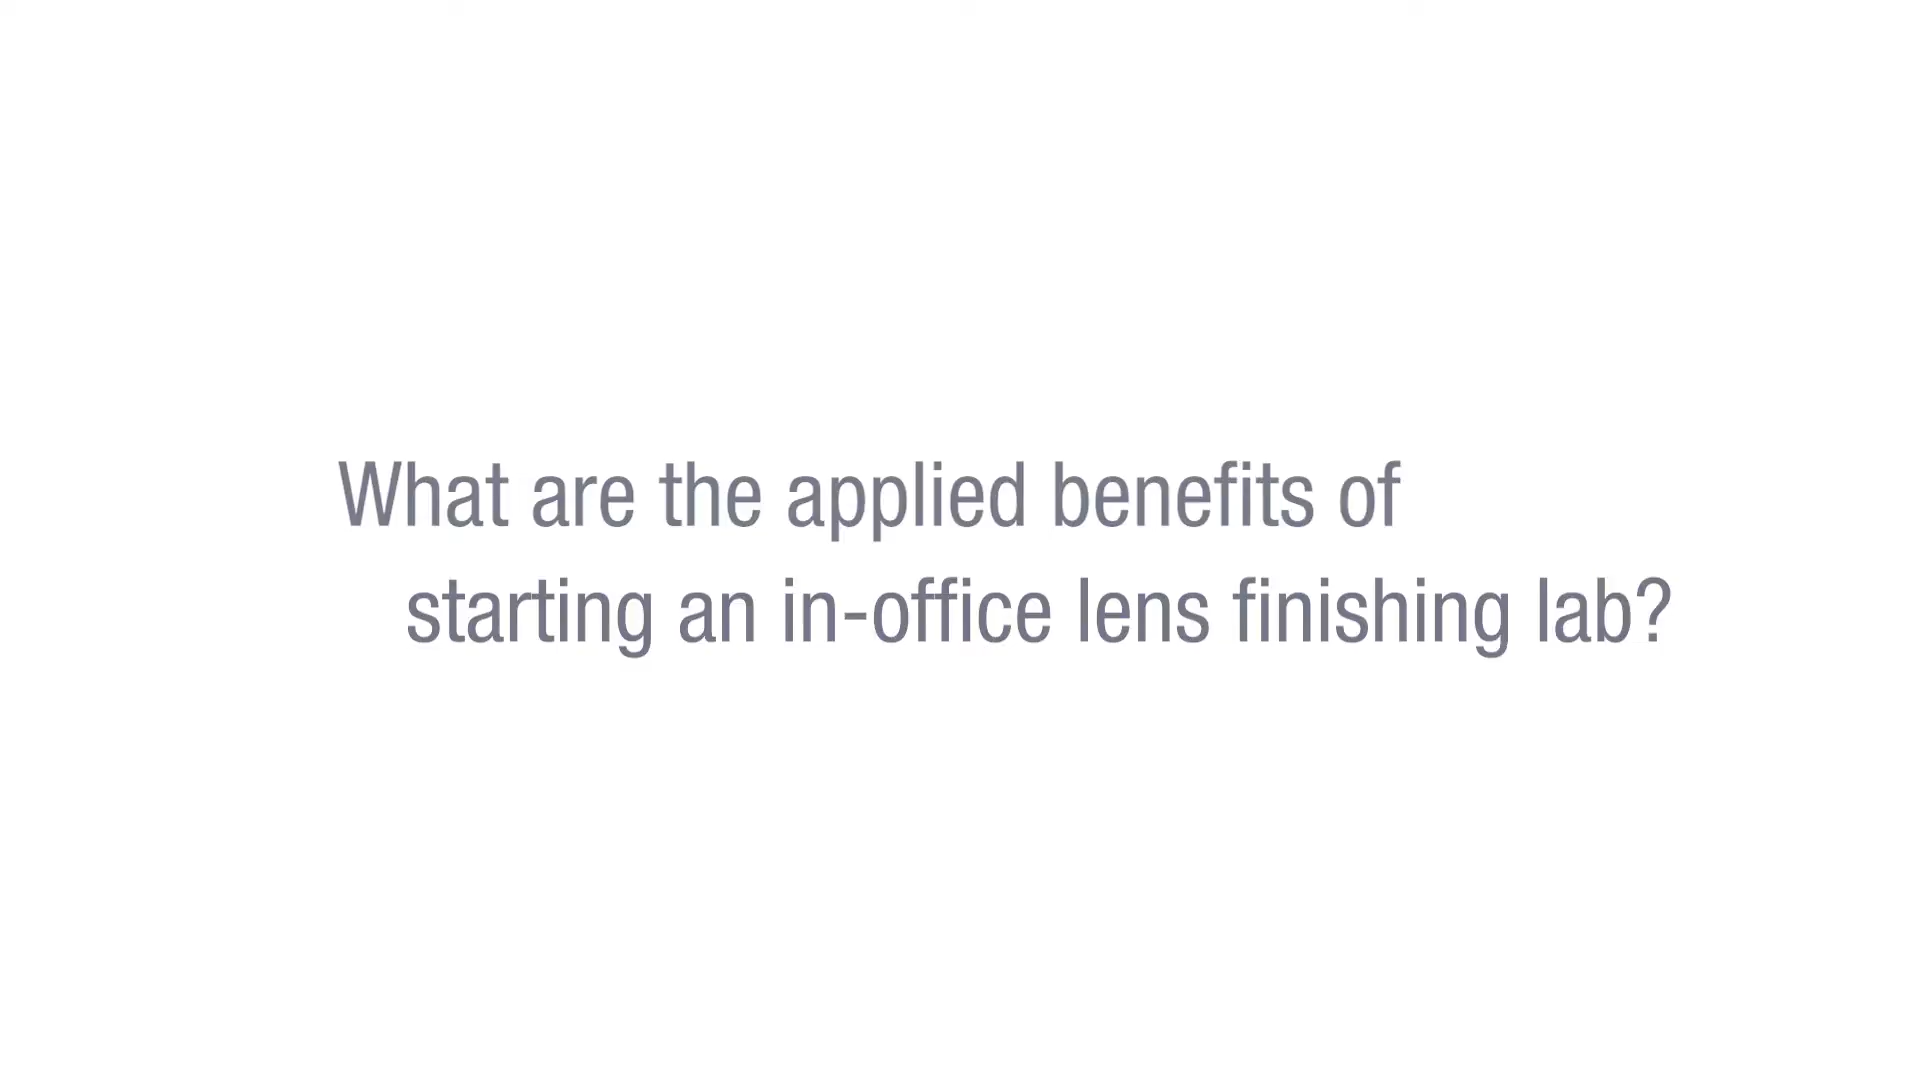 What are the applied benefits of
starting an in-office lens finishing lab?